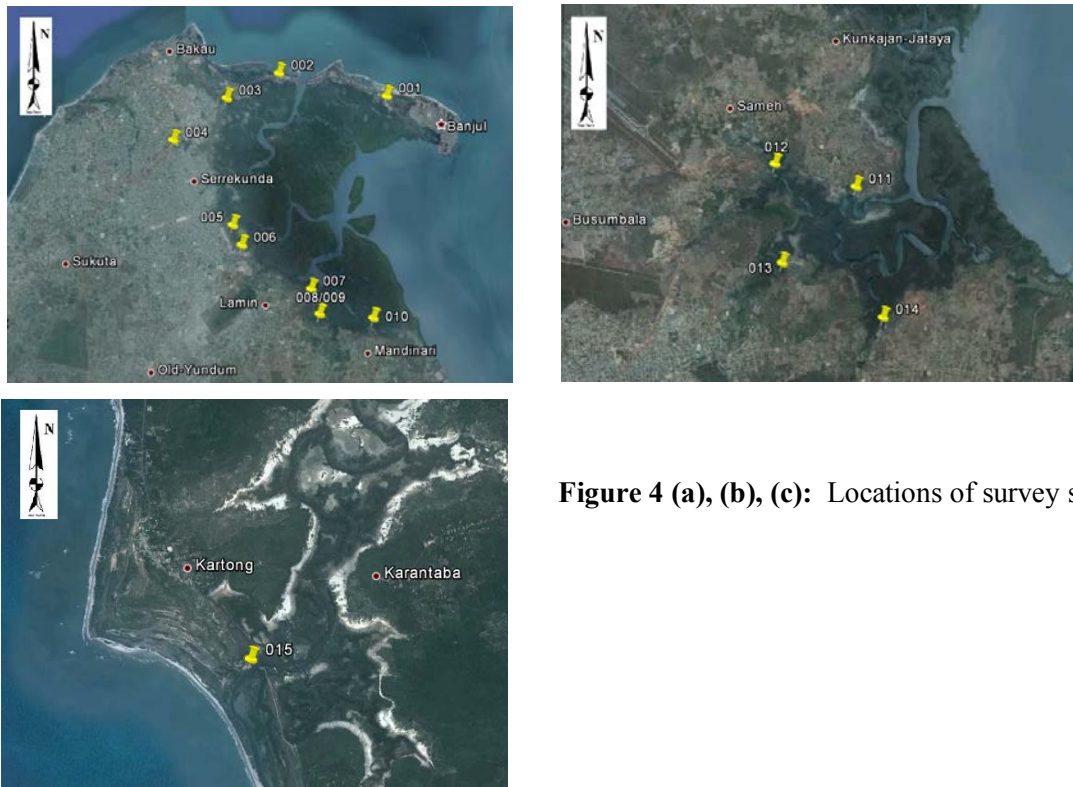 N
Bakau
002
003
001
Banjul
004
Serrekunda
005
006
Sukuta
007
Lamin
008/009
010
Mandinari
Old-Yundum
N
Kunkajan-Jataya
Sameh
012
011
Busumbala
013
014
N
Kartong
Karantaba
015
Figure 4 (a), (b), (c): Locations of survey s